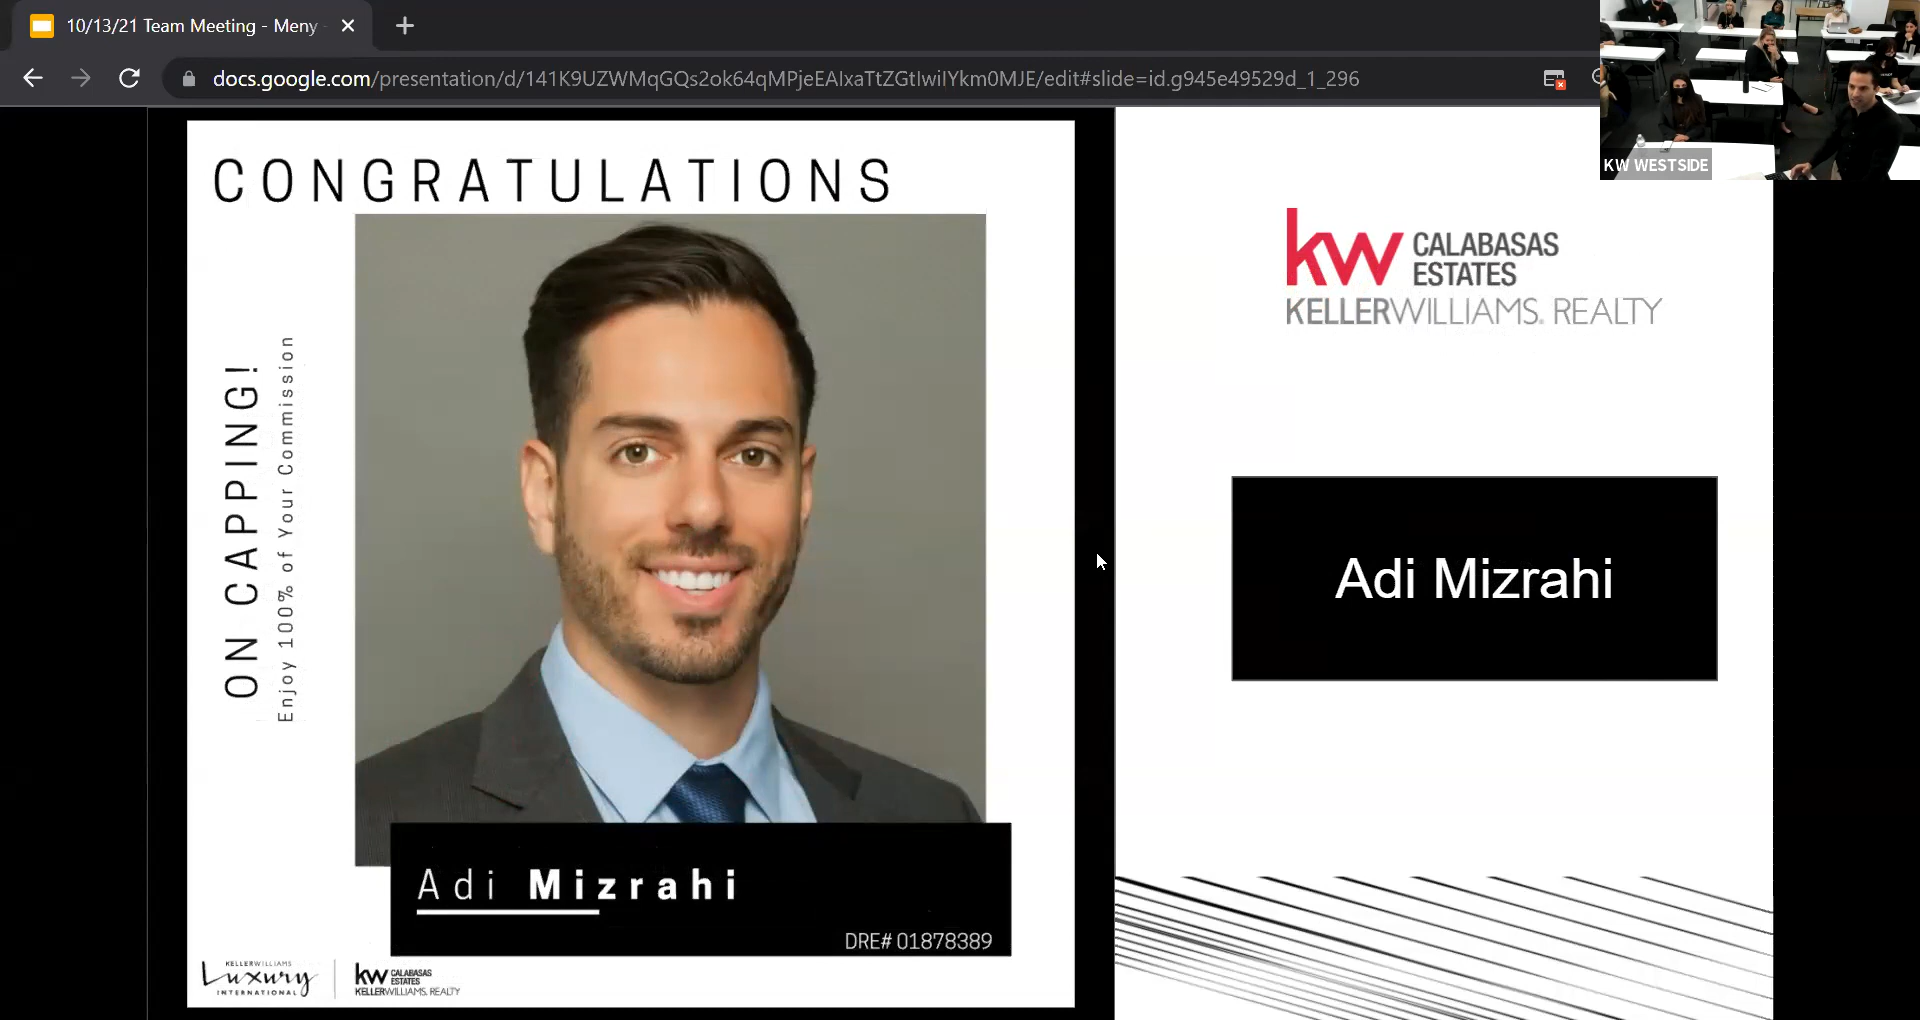 10/13/21 Team Meeting - Meny
docs.google.com/presentation/d/141K9UZWMqGQs2ok64qMPjeEAIxaTtZGtIwiIYkm0MJE/edit#slide=id.g945e49529d_1_296
KW WESTSIDE
CONGRATULATIONS
ON CAPPING!
Enjoy 100% of Your Commission
Adi Mizrahi
DRE# 01878389
KELLERWILLIAMS
Luxury
INTERNATIONAL
kw CALABASAS
ESTATES
KELLERWILLIAMS. REALTY
kw CALABASAS
ESTATES
KELLERWILLIAMS. REALTY
Adi Mizrahi